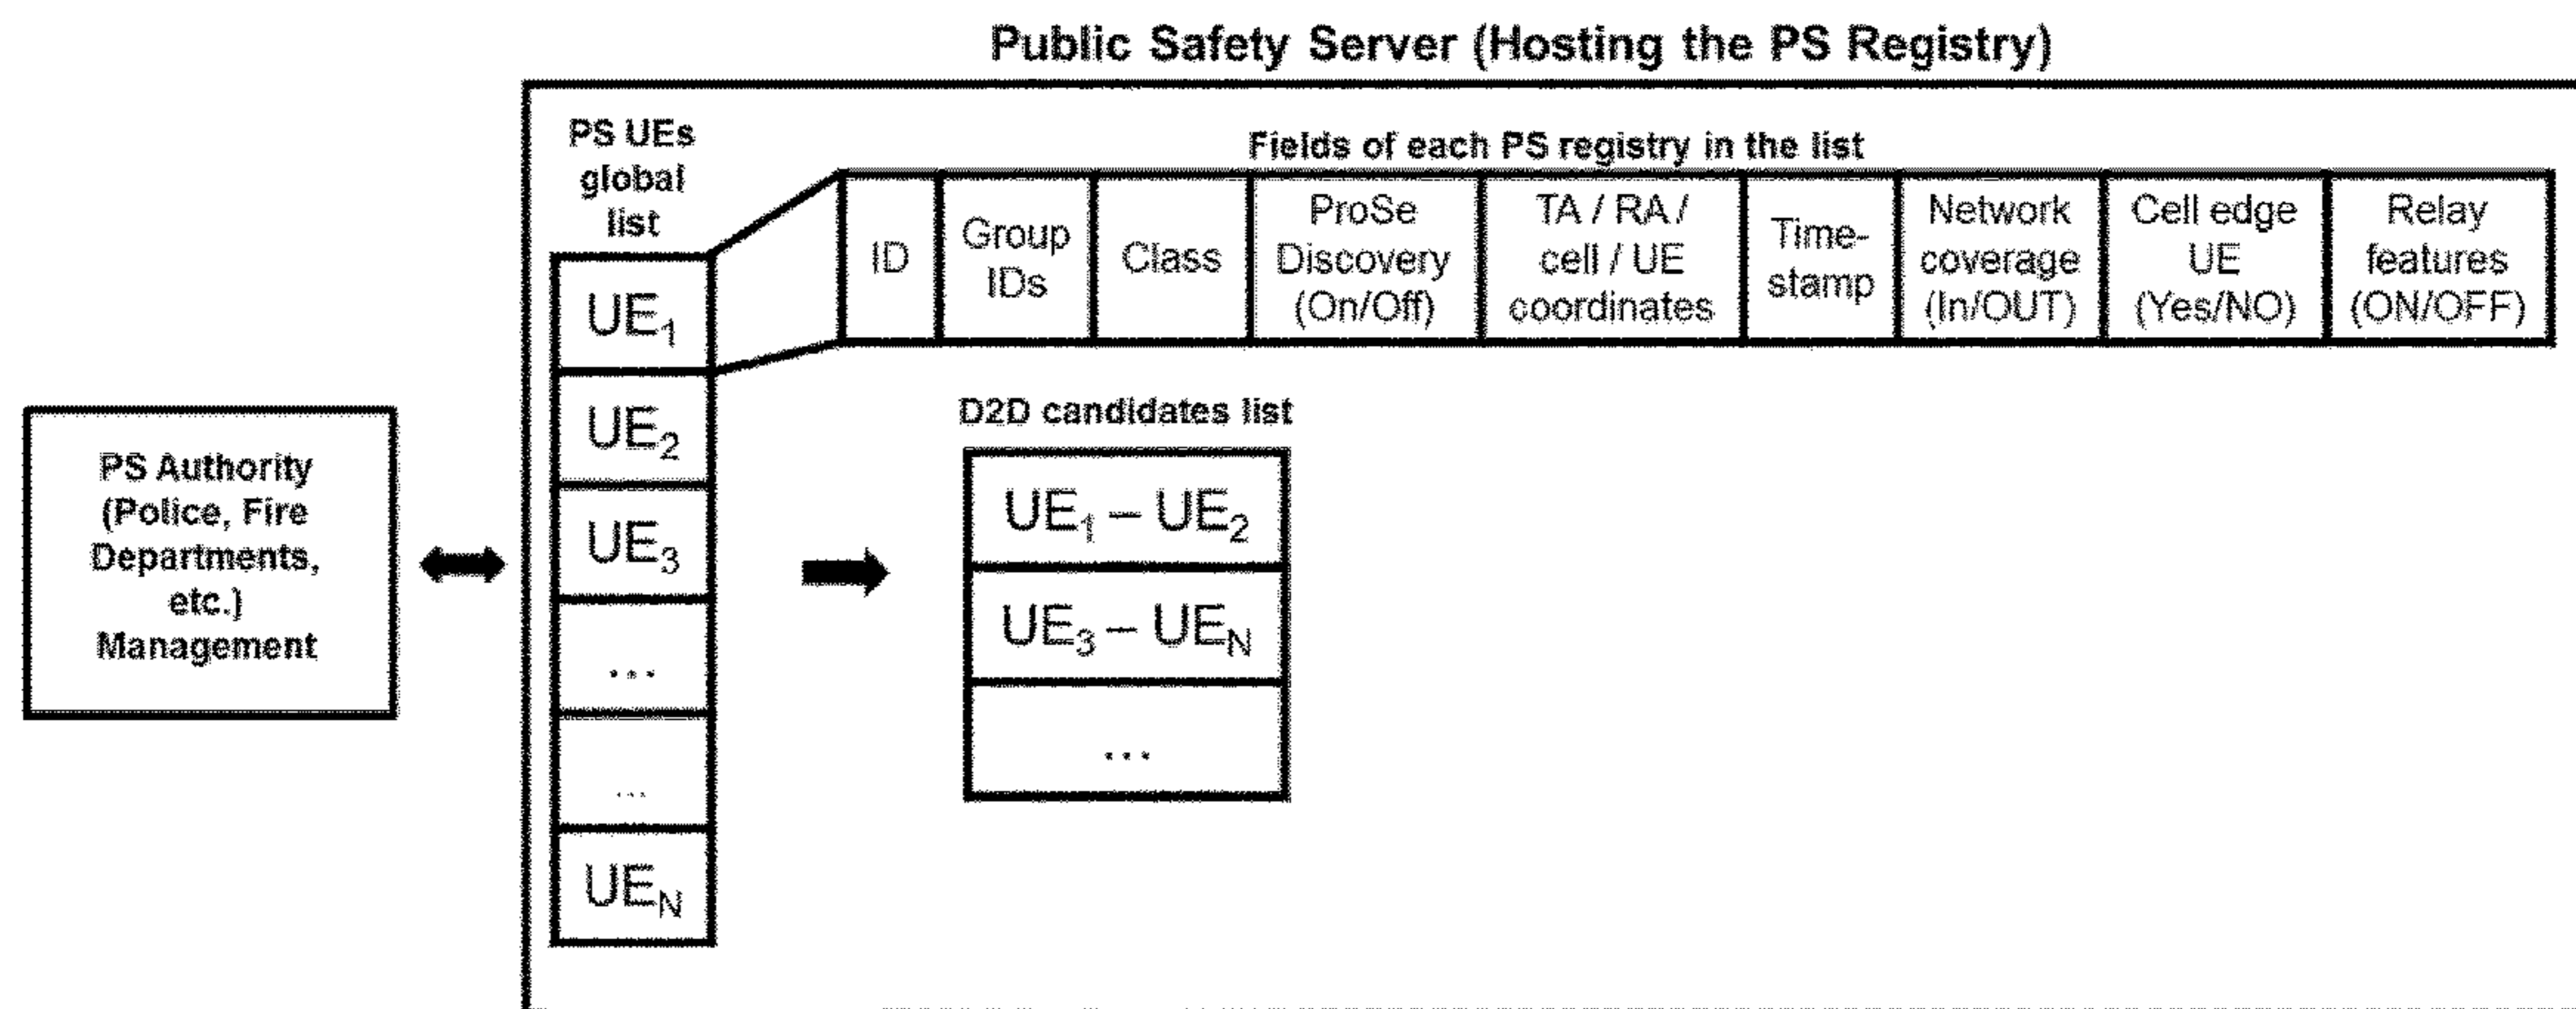 Public Safety Server (Hosting the PS Registry)
PS UEs
global
list
Fields of each PS registry in the list
ID
Group
IDs
Class
ProSe
Discovery
(On/Off)
TA / RA /
cell / UE
coordinates
Time-
stamp
Network
coverage
(In/OUT)
Cell edge
UE
(Yes/NO)
Relay
features
(ON/OFF)
UE₁
UE₂
UE₃
...
...
UE_N
PS Authority
(Police, Fire
Departments,
etc.)
Management
D2D candidates list
UE₁ – UE₂
UE₃ – UE_N
...